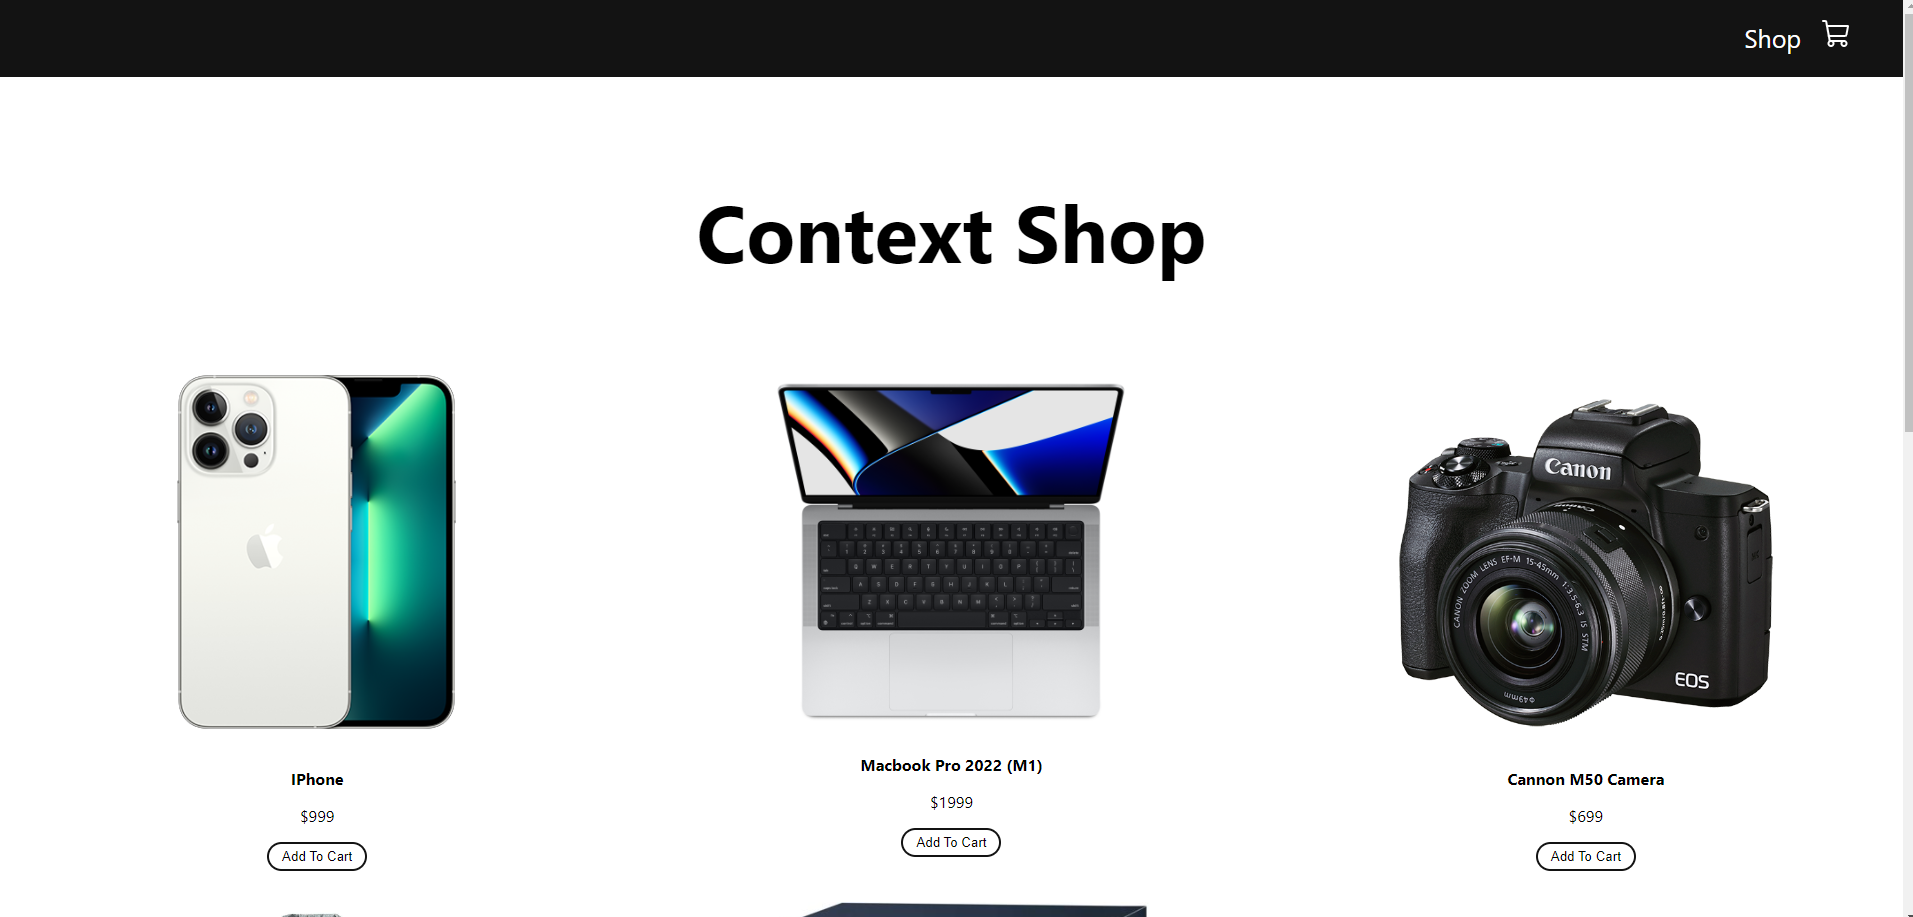 Shop
Context Shop
Canon
Canon
CANON ZOOM LENS EF-M 15-45mm 1:3.5-6.3 IS STM
ø49mm
EOS
IPhone
$999
Add To Cart
Macbook Pro 2022 (M1)
$1999
Add To Cart
Cannon M50 Camera
$699
Add To Cart